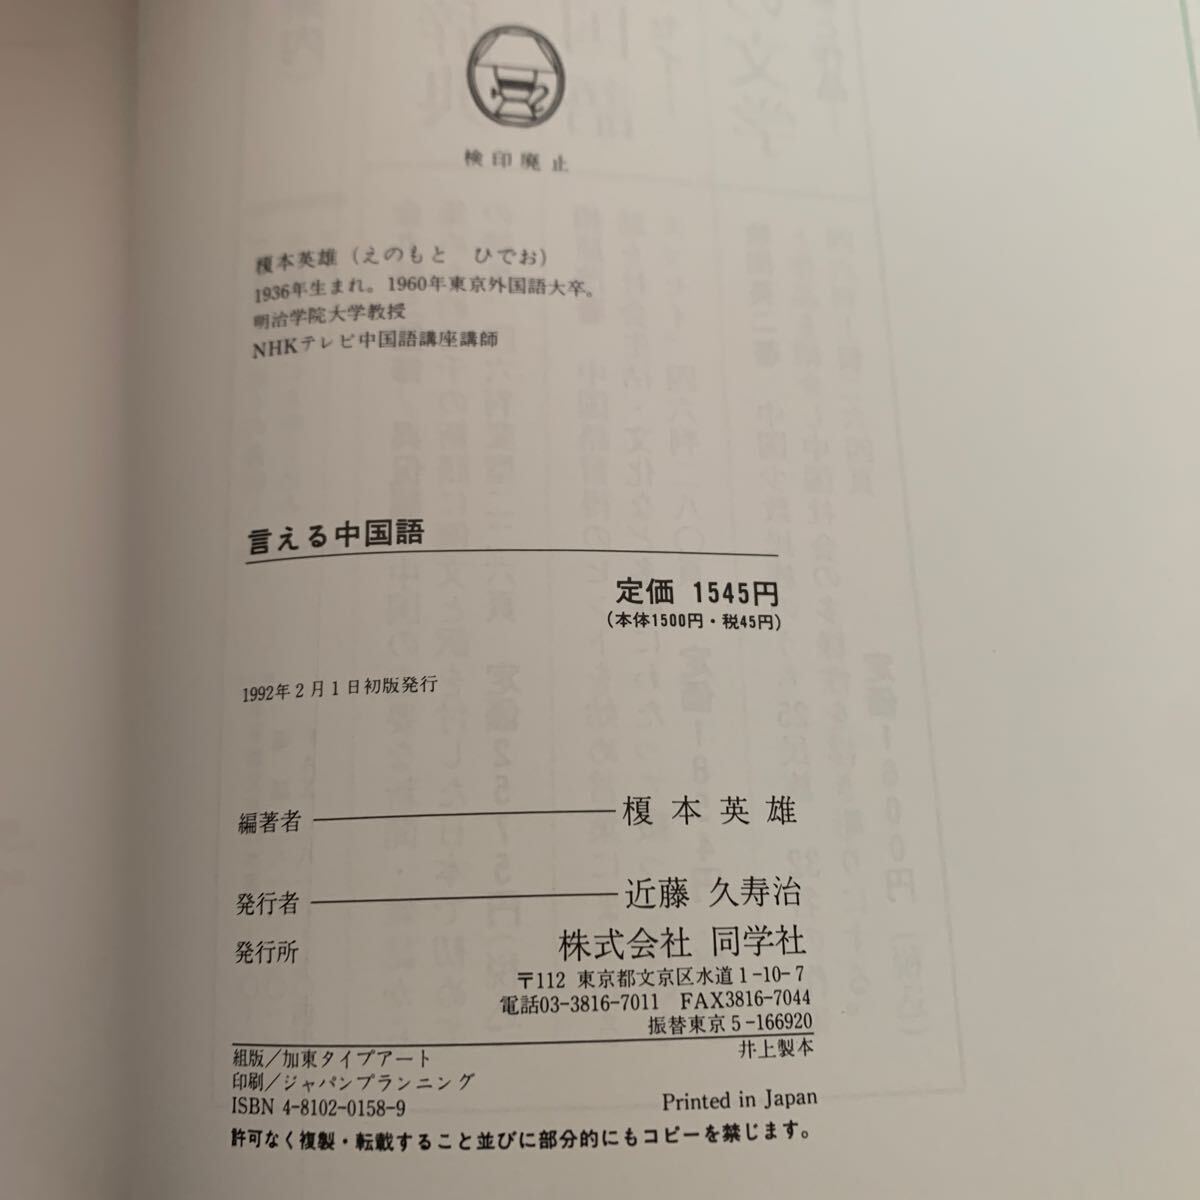 検印廃止
榎本英雄（えのもと　ひでお）
1936年生まれ。1960年東京外国語大卒。
明治学院大学教授
NHKテレビ中国語講座講師
言える中国語
定価 1545円
（本体1500円・税45円）
1992年2月1日初版発行
編著者 榎本英雄
発行者 近藤 久寿治
発行所 株式会社 同学社
〒112 東京都文京区水道1-10-7
電話03-3816-7011 FAX3816-7044
振替東京5-166920
組版/加東タイプアート 井上製本
印刷/ジャパンプランニング
ISBN 4-8102-0158-9 Printed in Japan
許可なく複製・転載すること並びに部分的にもコピーを禁じます。